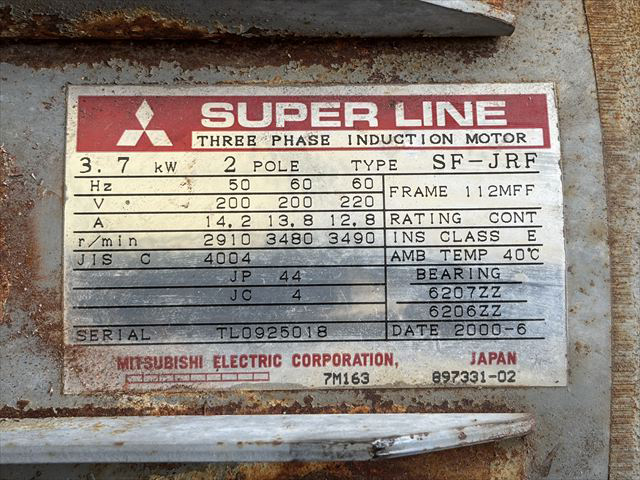 SUPER LINE
THREE PHASE INDUCTION MOTOR
3.7 kW 2 POLE TYPE SF-JRF
Hz 50 60 60 FRAME 112MFF
V 200 200 220
A 14.2 13.8 12.8 RATING CONT
r/min 2910 3480 3490 INS CLASS E
JIS C 4004 AMB TEMP 40℃
JP 44 BEARING
JC 4 6207ZZ
6206ZZ
SERIAL TL0925018 DATE 2000-6
MITSUBISHI ELECTRIC CORPORATION, JAPAN
7M163 897331-02